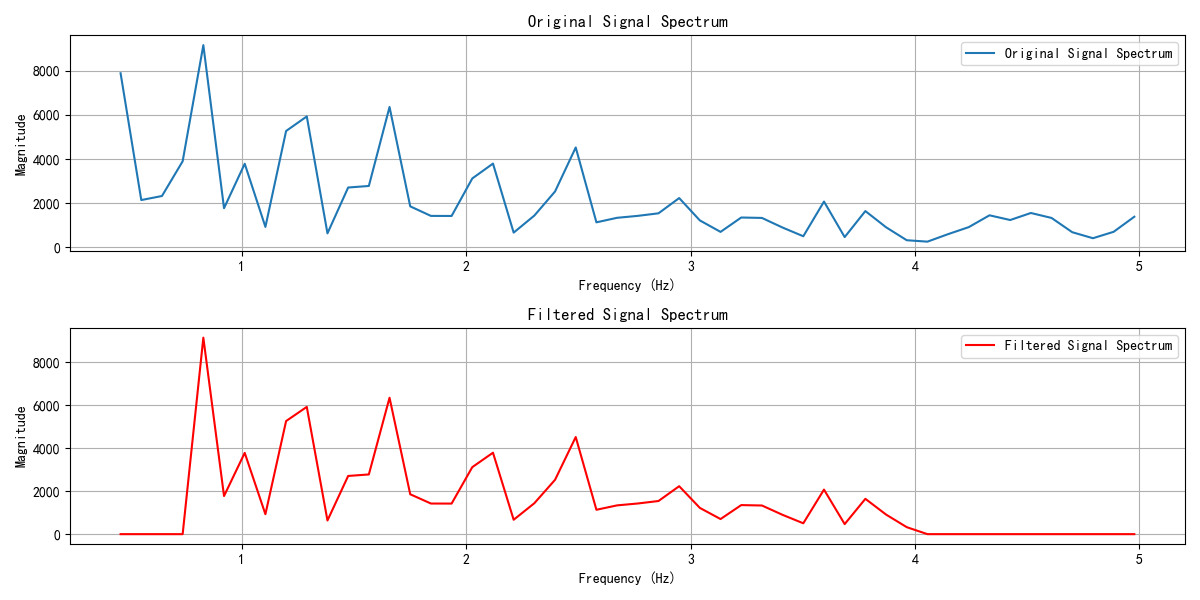 Original Signal Spectrum
Original Signal Spectrum
Magnitude
8000
6000
4000
2000
0
1 2 3 4 5
Frequency (Hz)
Filtered Signal Spectrum
Filtered Signal Spectrum
Magnitude
8000
6000
4000
2000
0
1 2 3 4 5
Frequency (Hz)